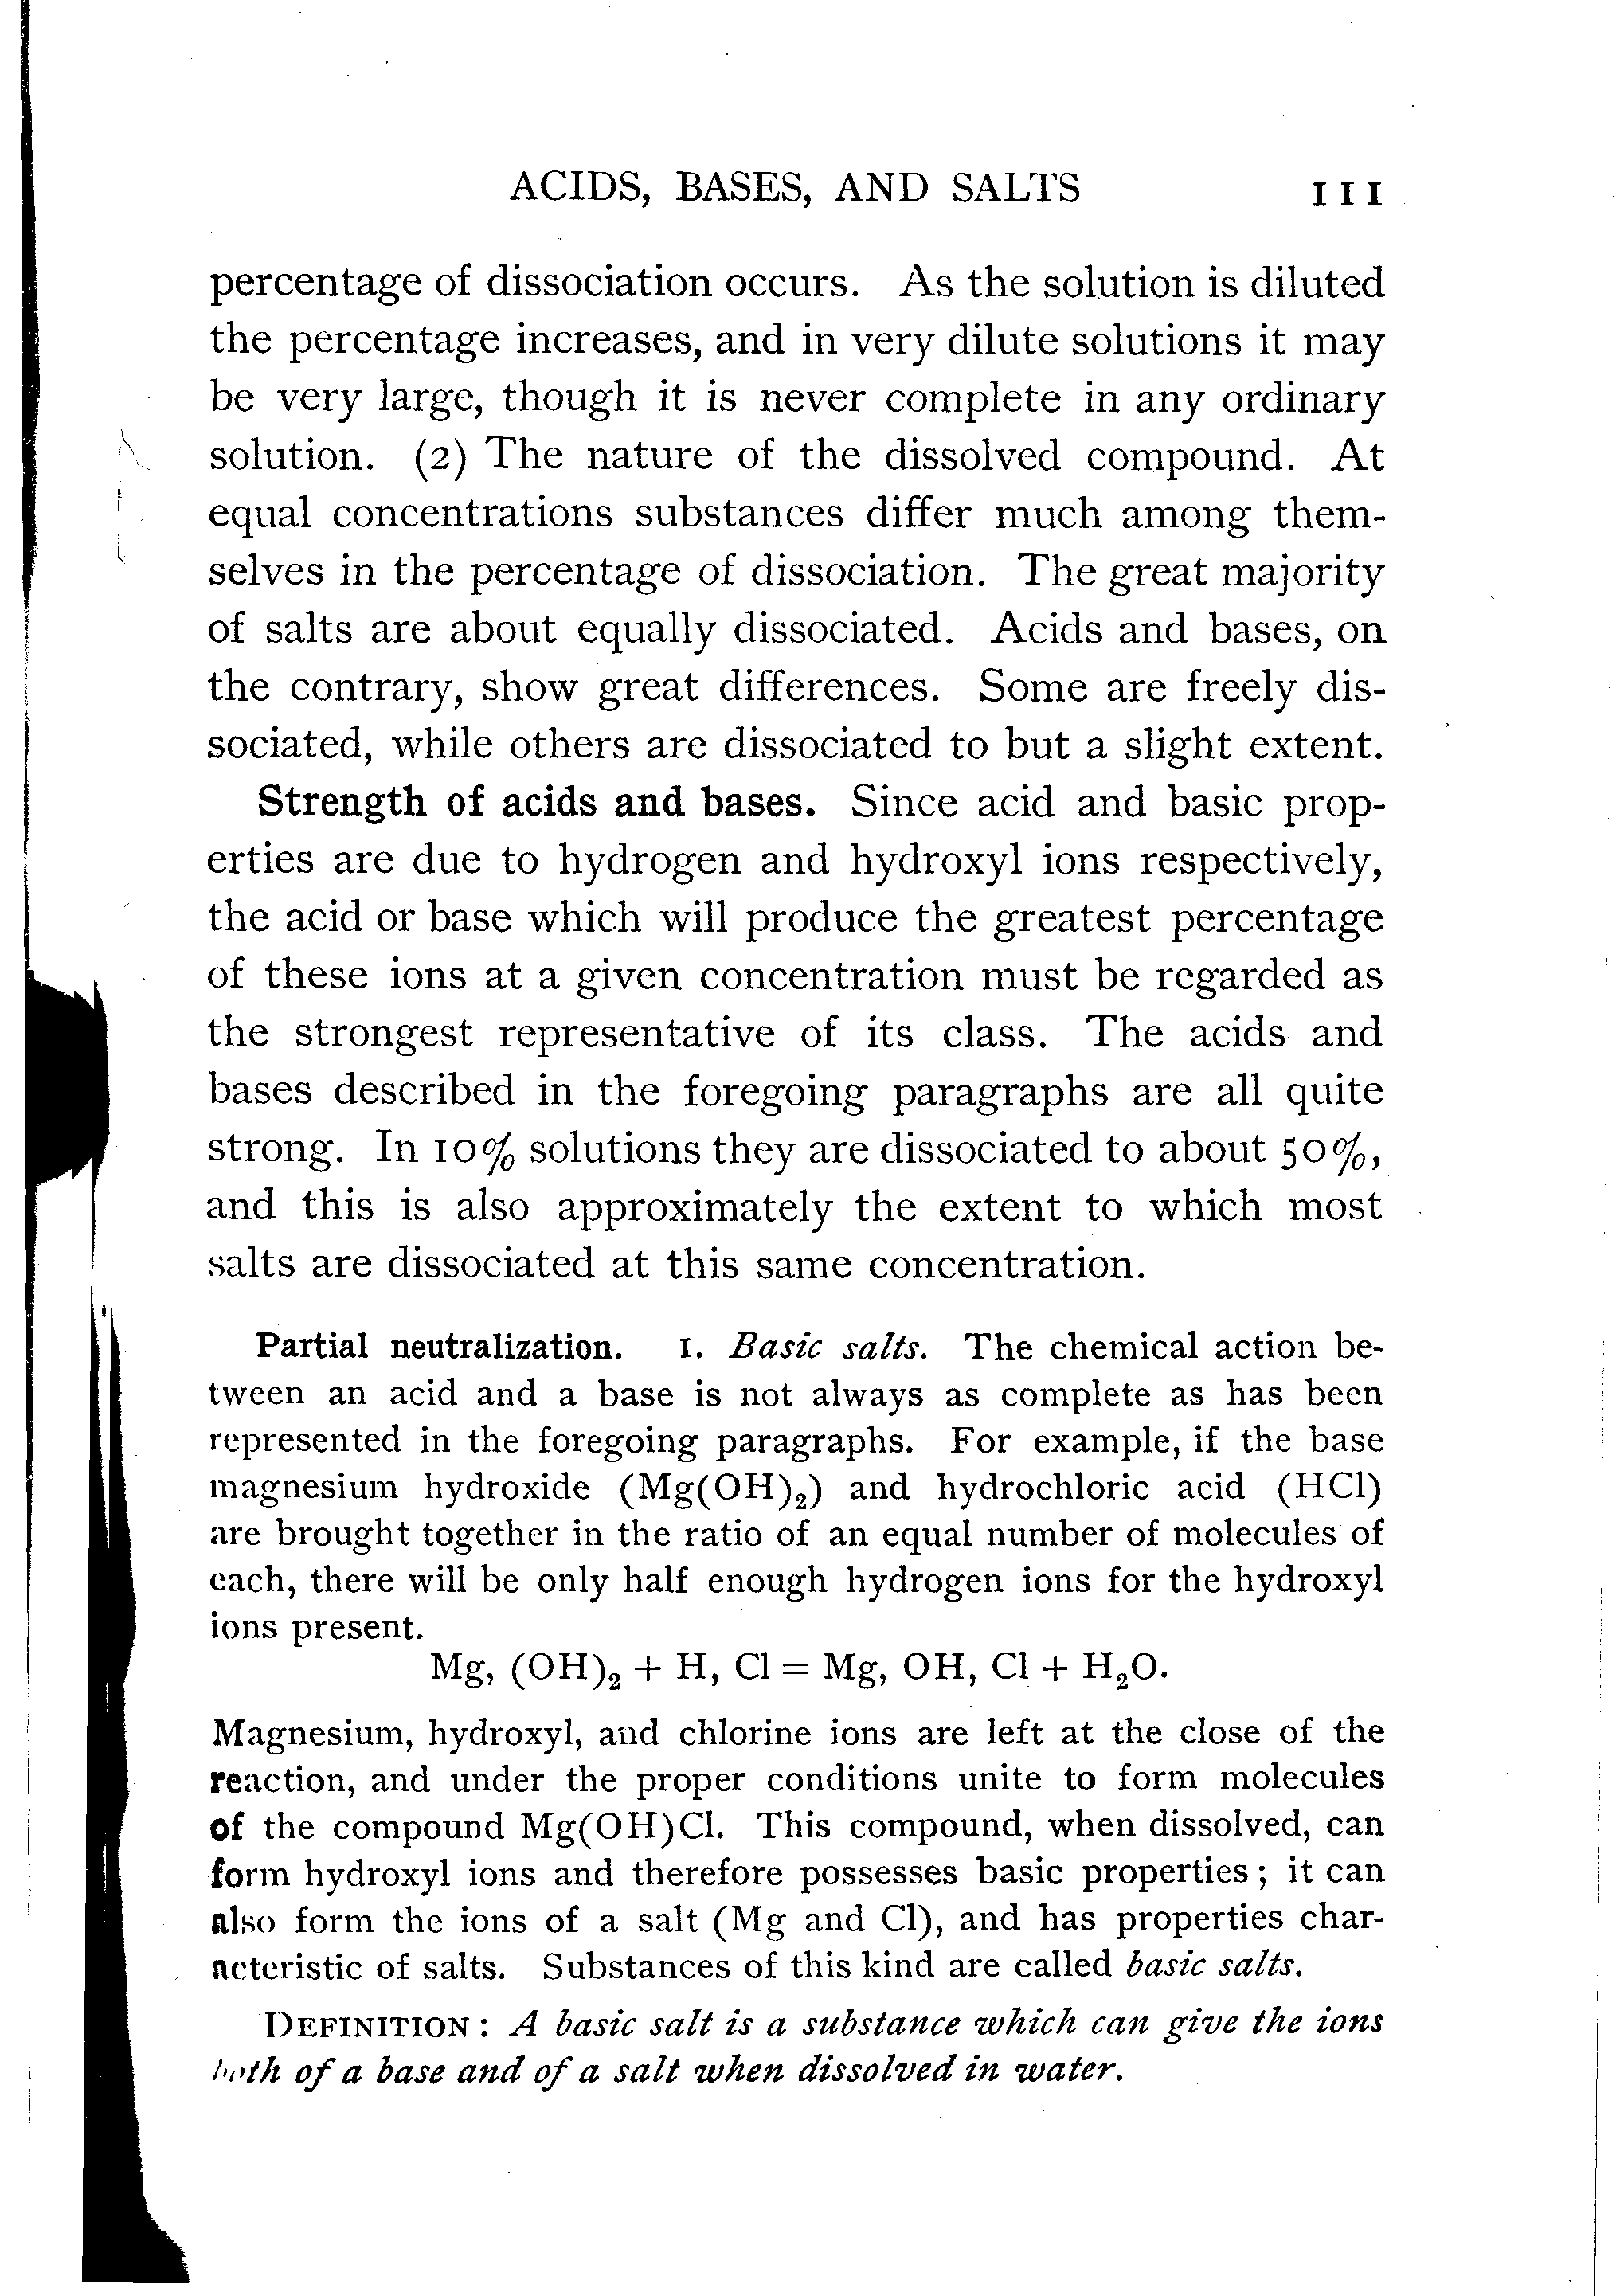 ACIDS, BASES, AND SALTS 111
percentage of dissociation occurs. As the solution is diluted
the percentage increases, and in very dilute solutions it may
be very large, though it is never complete in any ordinary
solution. (2) The nature of the dissolved compound. At
equal concentrations substances differ much among them-
selves in the percentage of dissociation. The great majority
of salts are about equally dissociated. Acids and bases, on
the contrary, show great differences. Some are freely dis-
sociated, while others are dissociated to but a slight extent.
Strength of acids and bases. Since acid and basic prop-
erties are due to hydrogen and hydroxyl ions respectively,
the acid or base which will produce the greatest percentage
of these ions at a given concentration must be regarded as
the strongest representative of its class. The acids and
bases described in the foregoing paragraphs are all quite
strong. In 10% solutions they are dissociated to about 50%,
and this is also approximately the extent to which most
salts are dissociated at this same concentration.
Partial neutralization. 1. Basic salts. The chemical action be-
tween an acid and a base is not always as complete as has been
represented in the foregoing paragraphs. For example, if the base
magnesium hydroxide (Mg(OH)₂) and hydrochloric acid (HCl)
are brought together in the ratio of an equal number of molecules of
each, there will be only half enough hydrogen ions for the hydroxyl
ions present.
Mg, (OH)₂ + H, Cl = Mg, OH, Cl + H₂O.
Magnesium, hydroxyl, and chlorine ions are left at the close of the
reaction, and under the proper conditions unite to form molecules
of the compound Mg(OH)Cl. This compound, when dissolved, can
form hydroxyl ions and therefore possesses basic properties; it can
also form the ions of a salt (Mg and Cl), and has properties char-
acteristic of salts. Substances of this kind are called basic salts.
DEFINITION: A basic salt is a substance which can give the ions
both of a base and of a salt when dissolved in water.